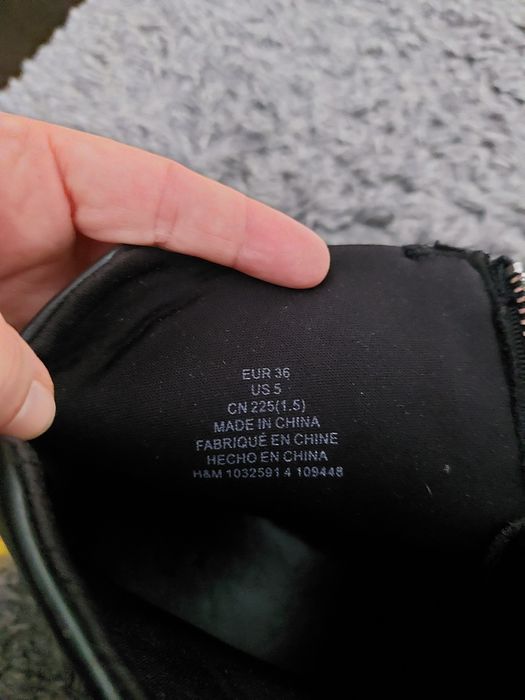 EUR 36
US 5
CN 225(1.5)
MADE IN CHINA
FABRIQUÉ EN CHINE
HECHO EN CHINA
H&M 1032591 4 109448